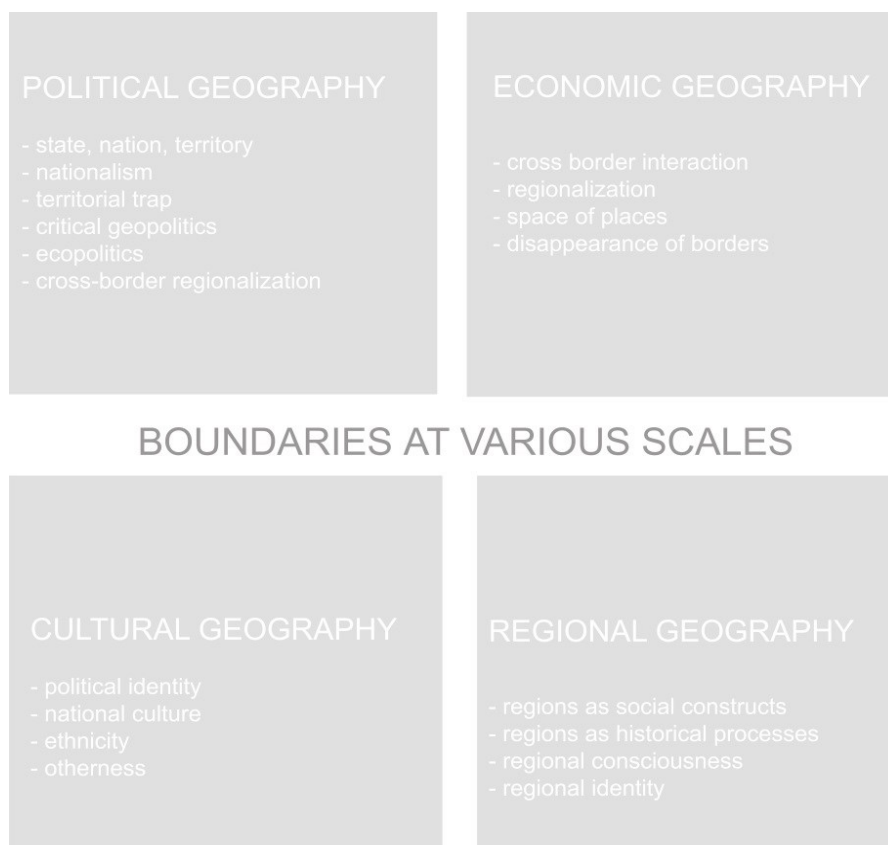 POLITICAL GEOGRAPHY
- state, nation, territory
- nationalism
- territorial trap
- critical geopolitics
- ecopolitics
- cross-border regionalization
ECONOMIC GEOGRAPHY
- cross border interaction
- regionalization
- space of places
- disappearance of borders
BOUNDARIES AT VARIOUS SCALES
CULTURAL GEOGRAPHY
- political identity
- national culture
- ethnicity
- otherness
REGIONAL GEOGRAPHY
- regions as social constructs
- regions as historical processes
- regional consciousness
- regional identity